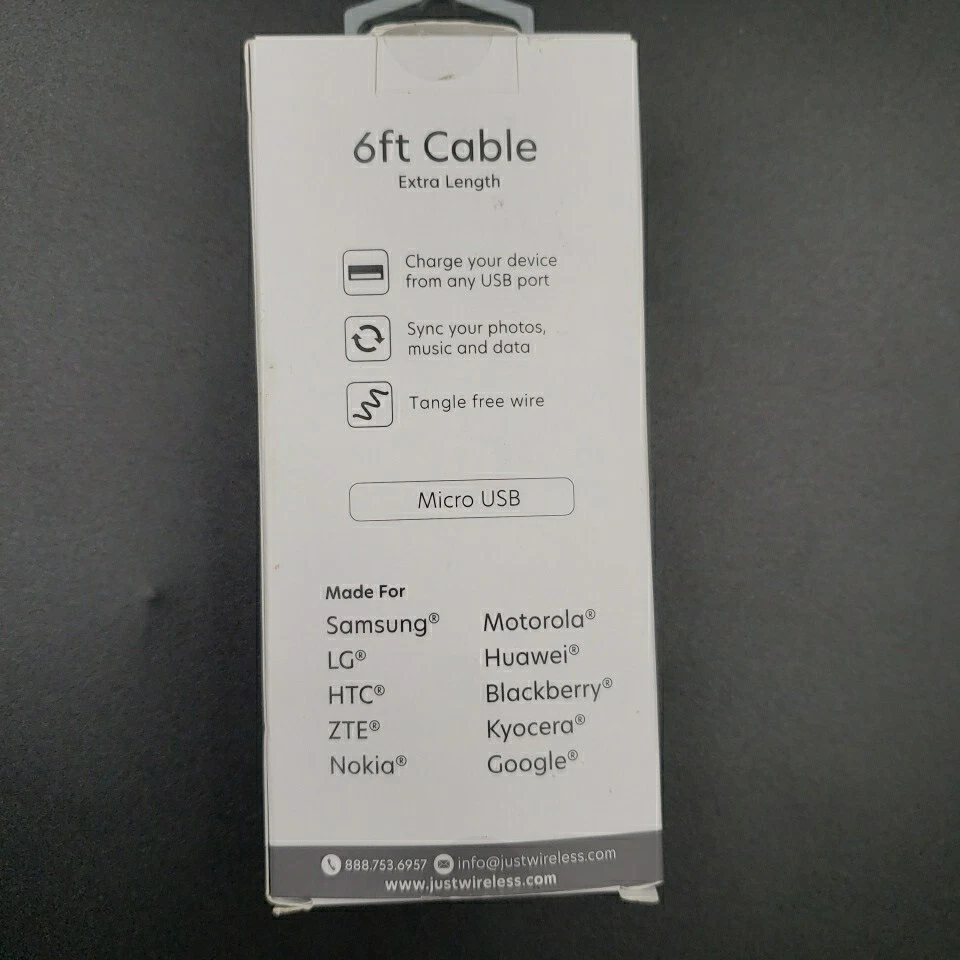 6ft Cable
Extra Length
Charge your device
from any USB port
Sync your photos,
music and data
Tangle free wire
Micro USB
Made For
Samsung® Motorola®
LG® Huawei®
HTC® Blackberry®
ZTE® Kyocera®
Nokia® Google®
888.753.6957 info@justwireless.com
www.justwireless.com